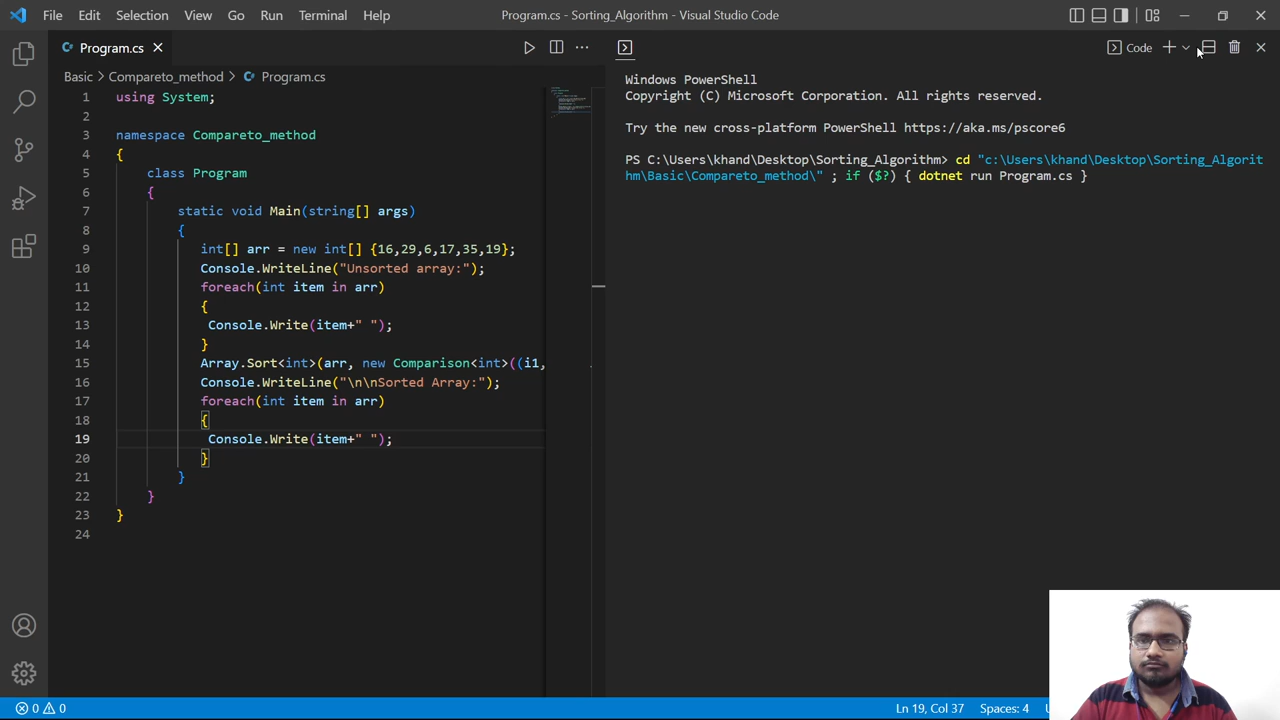 File Edit Selection View Go Run Terminal Help Program.cs - Sorting_Algorithm - Visual Studio Code
Program.cs
Code
Basic > Compareto_method > Program.cs
1 using System;
2
3 namespace Compareto_method
4 {
5 class Program
6 {
7 static void Main(string[] args)
8 {
9 int[] arr = new int[] {16,29,6,17,35,19};
10 Console.WriteLine("Unsorted array:");
11 foreach(int item in arr)
12 {
13 Console.Write(item+" ");
14 }
15 Array.Sort<int>(arr, new Comparison<int>((i1,
16 Console.WriteLine("\n\nSorted Array:");
17 foreach(int item in arr)
18 {
19 Console.Write(item+" ");
20 }
21 }
22 }
23 }
24
Windows PowerShell
Copyright (C) Microsoft Corporation. All rights reserved.
Try the new cross-platform PowerShell https://aka.ms/pscore6
PS C:\Users\khand\Desktop\Sorting_Algorithm> cd "c:\Users\khand\Desktop\Sorting_Algorit
hm\Basic\Compareto_method\" ; if ($?) { dotnet run Program.cs }
0 0
Ln 19, Col 37 Spaces: 4